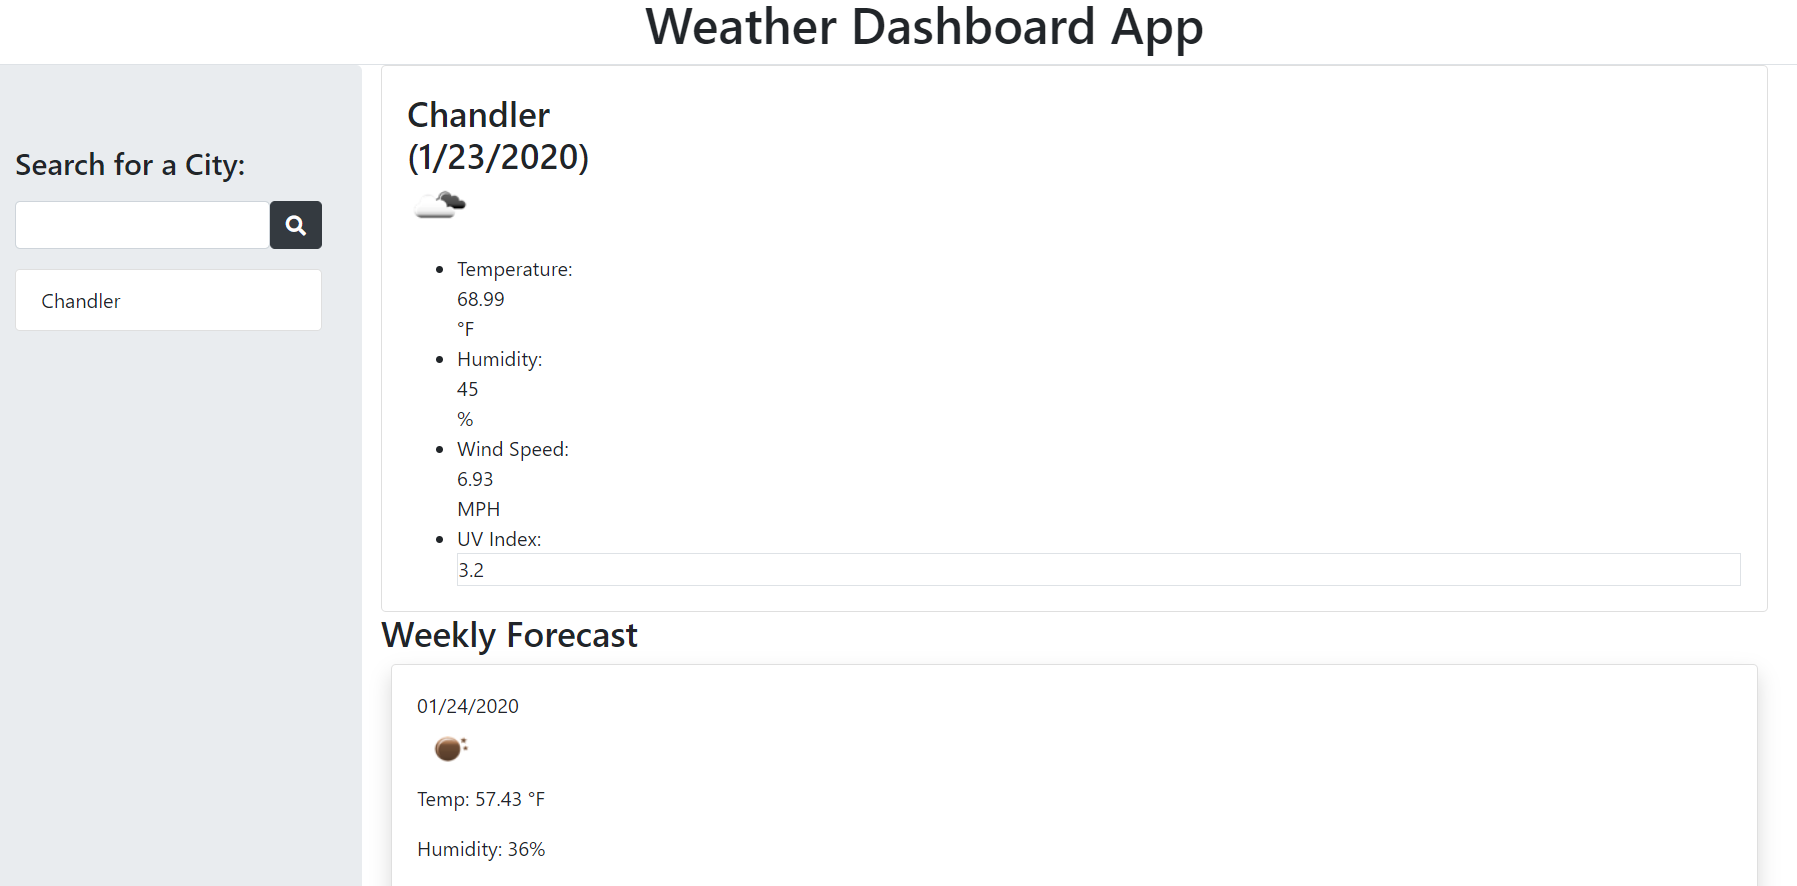 Weather Dashboard App
Search for a City:
Chandler
Chandler
(1/23/2020)
Temperature:
68.99
°F
Humidity:
45
%
Wind Speed:
6.93
MPH
UV Index:
3.2
Weekly Forecast
01/24/2020
Temp: 57.43 °F
Humidity: 36%